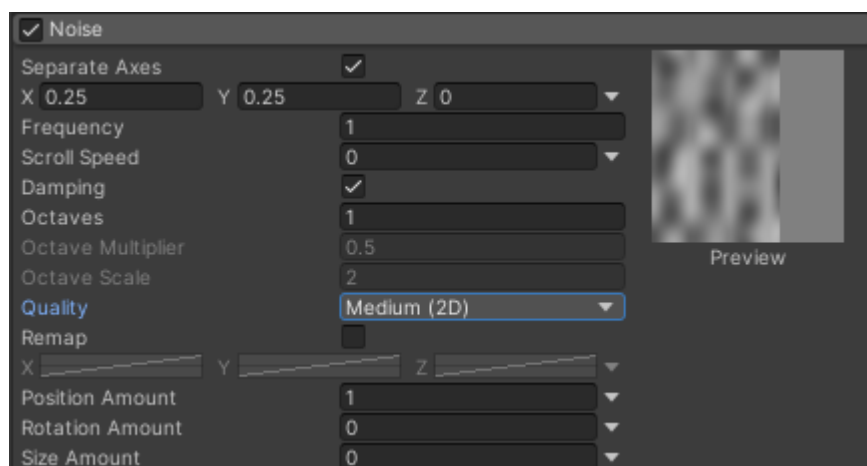 Noise
Separate Axes
X 0.25 Y 0.25 Z 0
Frequency 1
Scroll Speed 0
Damping
Octaves 1
Octave Multiplier 0.5
Octave Scale 2
Quality Medium (2D)
Remap
X Y Z
Position Amount 1
Rotation Amount 0
Size Amount 0
Preview